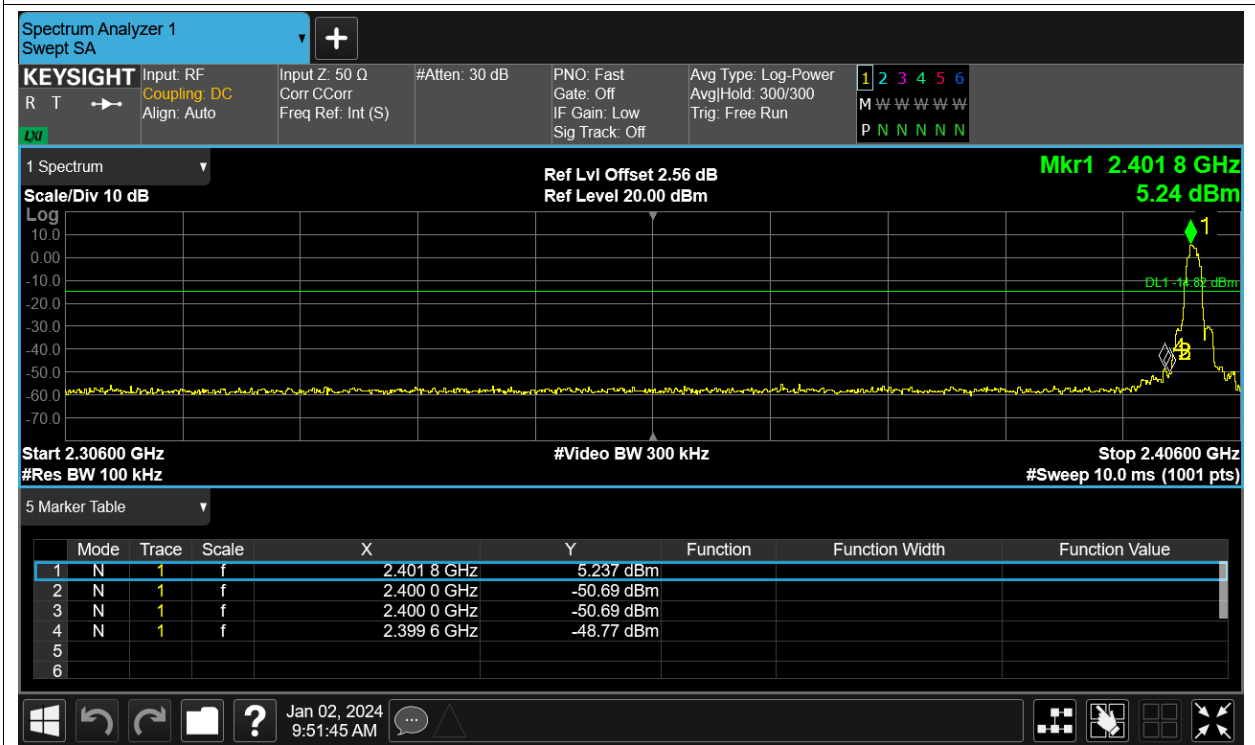 Spectrum Analyzer 1
Swept SA
KEYSIGHT
R T
LXI
Input: RF
Coupling: DC
Align: Auto
Input Z: 50 Ω
Corr CCorr
Freq Ref: Int (S)
#Atten: 30 dB
PNO: Fast
Gate: Off
IF Gain: Low
Sig Track: Off
Avg Type: Log-Power
Avg|Hold: 300/300
Trig: Free Run
1 2 3 4 5 6
M W W W W W
P N N N N N
1 Spectrum
Scale/Div 10 dB
Ref Lvl Offset 2.56 dB
Ref Level 20.00 dBm
Mkr1 2.401 8 GHz
5.24 dBm
Log
10.0
0.00
-10.0
-20.0
-30.0
-40.0
-50.0
-60.0
-70.0
1
DL1 -14.82 dBm
Start 2.30600 GHz
#Res BW 100 kHz
#Video BW 300 kHz
Stop 2.40600 GHz
#Sweep 10.0 ms (1001 pts)
5 Marker Table
Mode Trace Scale X Y Function Function Width Function Value
1 N 1 f 2.401 8 GHz 5.237 dBm
2 N 1 f 2.400 0 GHz -50.69 dBm
3 N 1 f 2.400 0 GHz -50.69 dBm
4 N 1 f 2.399 6 GHz -48.77 dBm
5
6
?
Jan 02, 2024
9:51:45 AM